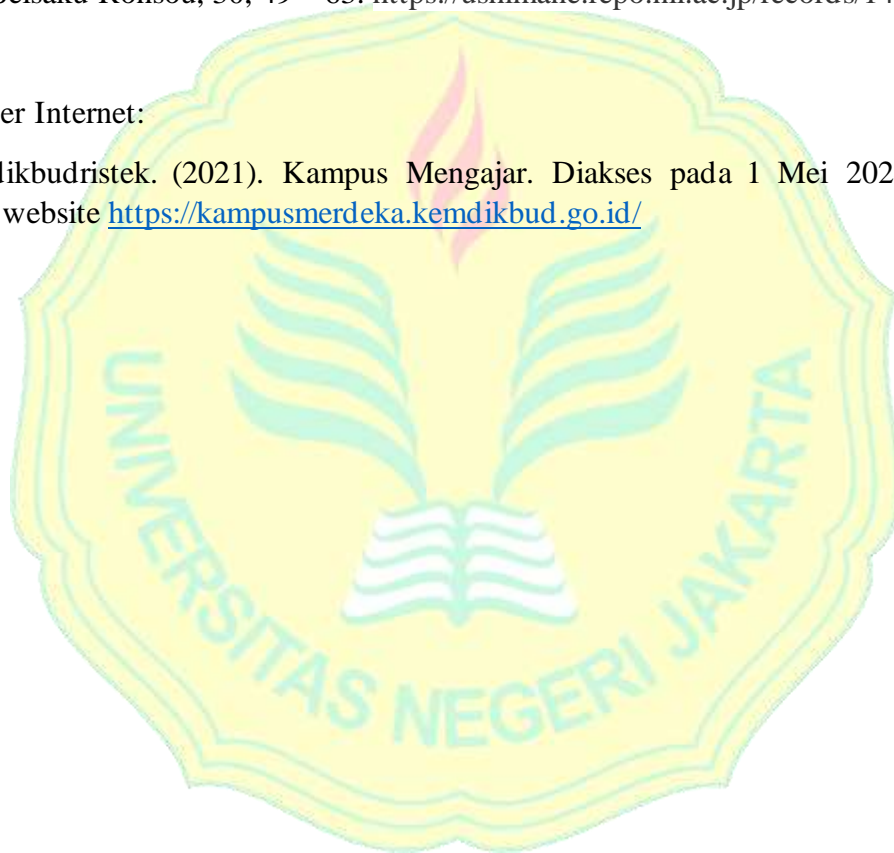 er Internet:
dikbudristek. (2021). Kampus Mengajar. Diakses pada 1 Mei 202
website https://kampusmerdeka.kemdikbud.go.id/
UNIVERSITAS NEGERI JAKARTA